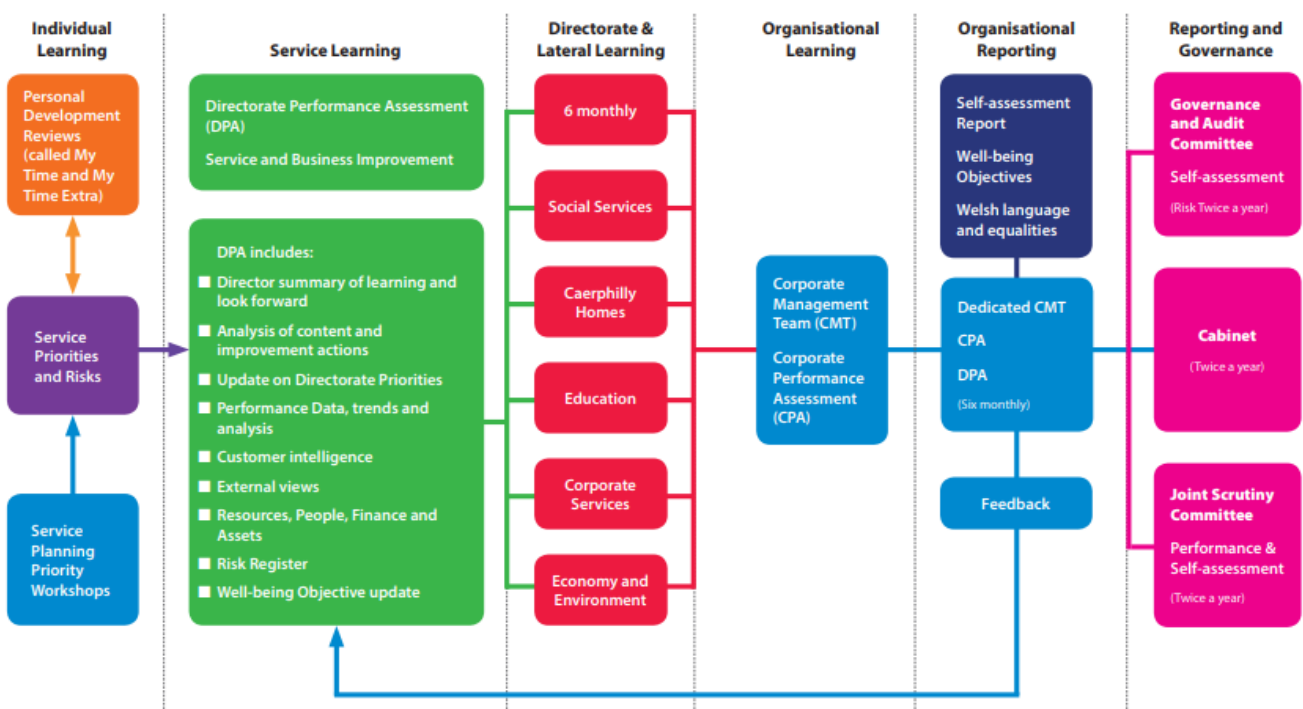 Individual
Learning
Service Learning
Directorate &
Lateral Learning
Organisational
Learning
Organisational
Reporting
Reporting and
Governance
Personal
Development
Reviews
(called My
Time and My
Time Extra)
Service
Priorities
and Risks
Service
Planning
Priority
Workshops
Directorate Performance Assessment
(DPA)
Service and Business Improvement
DPA includes:
Director summary of learning and
look forward
Analysis of content and
improvement actions
Update on Directorate Priorities
Performance Data, trends and
analysis
Customer intelligence
External views
Resources, People, Finance and
Assets
Risk Register
Well-being Objective update
6 monthly
Social Services
Caerphilly
Homes
Education
Corporate
Services
Economy and
Environment
Corporate
Management
Team (CMT)
Corporate
Performance
Assessment
(CPA)
Self-assessment
Report
Well-being
Objectives
Welsh language
and equalities
Dedicated CMT
CPA
DPA
(Six monthly)
Feedback
Governance
and Audit
Committee
Self-assessment
(Risk Twice a year)
Cabinet
(Twice a year)
Joint Scrutiny
Committee
Performance &
Self-assessment
(Twice a year)